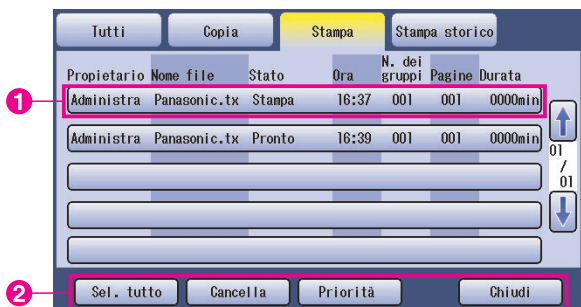 Tutti Copia Stampa Stampa storico
Propietario Nome file Stato Ora N. dei gruppi Pagine Durata
1 Administra Panasonic.tx Stampa 16:37 001 001 0000min
Administra Panasonic.tx Pronto 16:39 001 001 0000min
01
/
01
2 Sel. tutto Cancella Priorità Chiudi